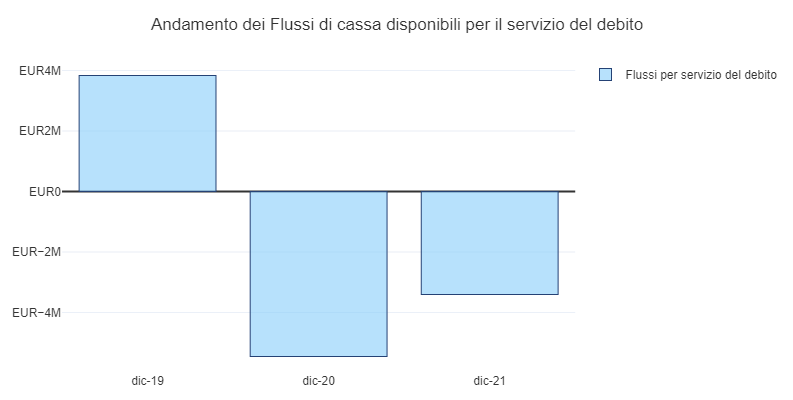 Andamento dei Flussi di cassa disponibili per il servizio del debito
EUR4M
EUR2M
EUR0
EUR−2M
EUR−4M
dic-19
dic-20
dic-21
Flussi per servizio del debito